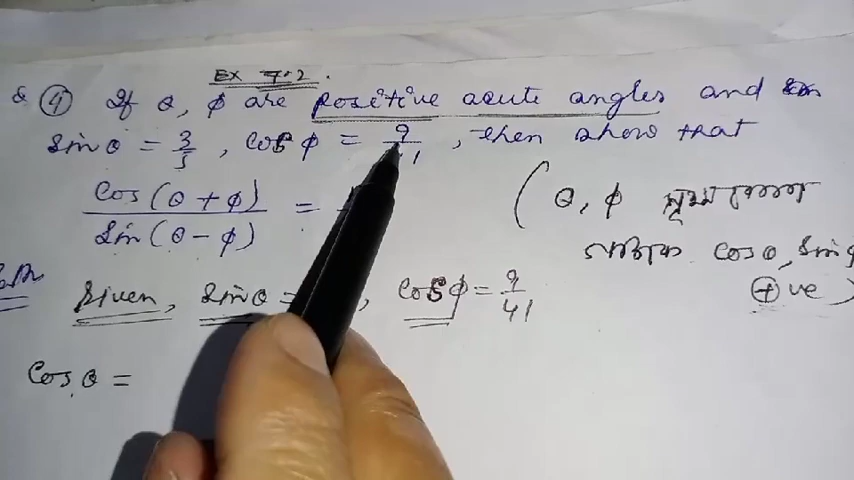 Ex 7.2.
Q ④ If θ, φ are positive acute angles and
sin θ = 3/5, cos φ = 9/41, then show that
cos(θ + φ)/sin(θ - φ) =
(θ, φ
cos θ, sin φ
⊕ve)
Soln Given, sin θ = , cos φ = 9/41
Cos θ =